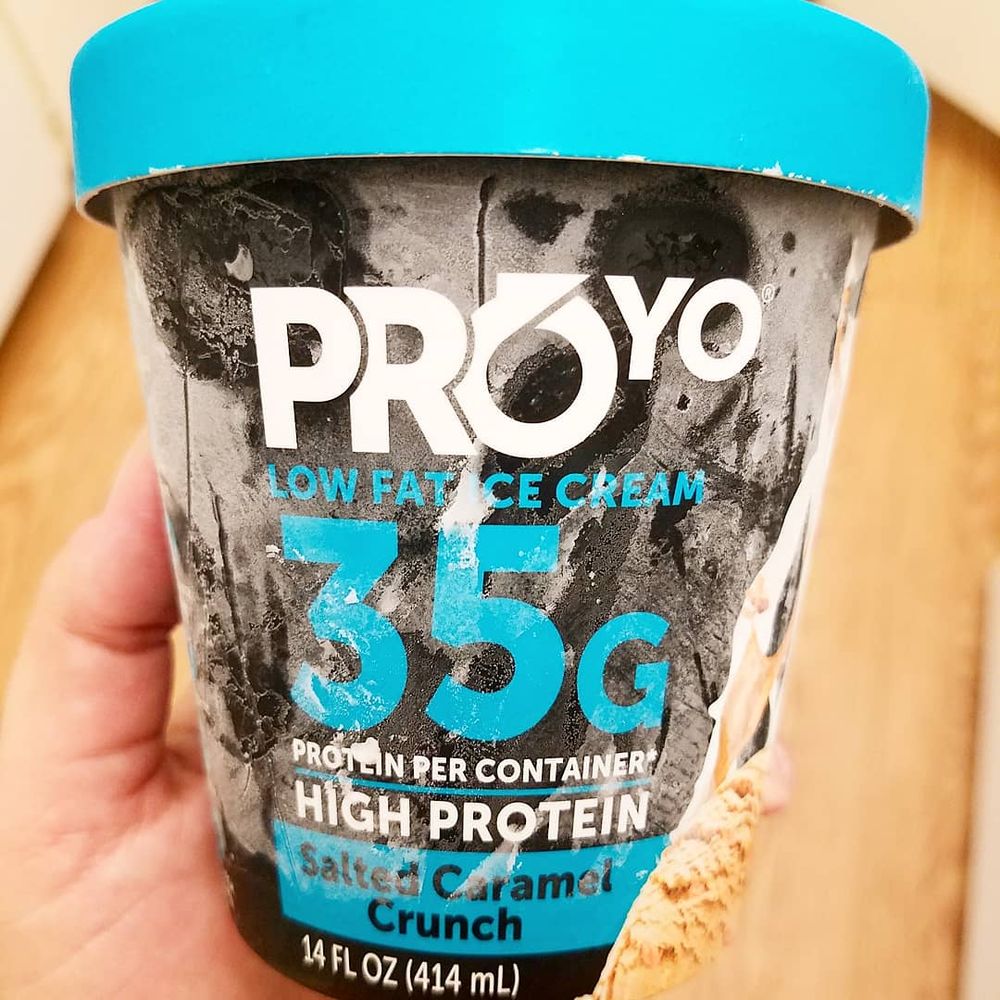 PROYO®
LOW FAT ICE CREAM
35G
PROTEIN PER CONTAINER*
HIGH PROTEIN
Salted Caramel
Crunch
14 FL OZ (414 mL)